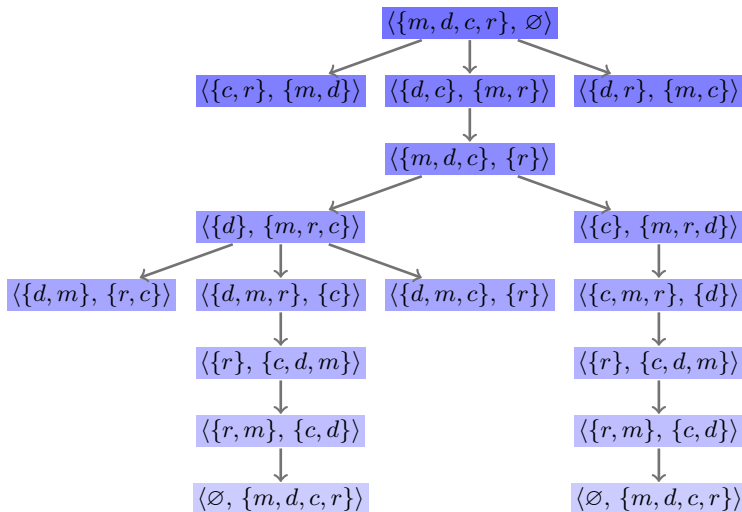 ⟨{m, d, c, r}, ∅⟩
⟨{c, r}, {m, d}⟩ ⟨{d, c}, {m, r}⟩ ⟨{d, r}, {m, c}⟩
⟨{m, d, c}, {r}⟩
⟨{d}, {m, r, c}⟩ ⟨{c}, {m, r, d}⟩
⟨{d, m}, {r, c}⟩ ⟨{d, m, r}, {c}⟩ ⟨{d, m, c}, {r}⟩ ⟨{c, m, r}, {d}⟩
⟨{r}, {c, d, m}⟩ ⟨{r}, {c, d, m}⟩
⟨{r, m}, {c, d}⟩ ⟨{r, m}, {c, d}⟩
⟨∅, {m, d, c, r}⟩ ⟨∅, {m, d, c, r}⟩